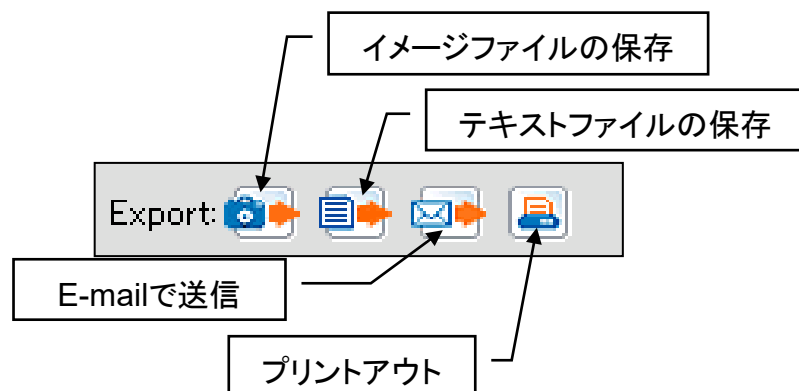 イメージファイルの保存
テキストファイルの保存
Export:
E-mailで送信
プリントアウト